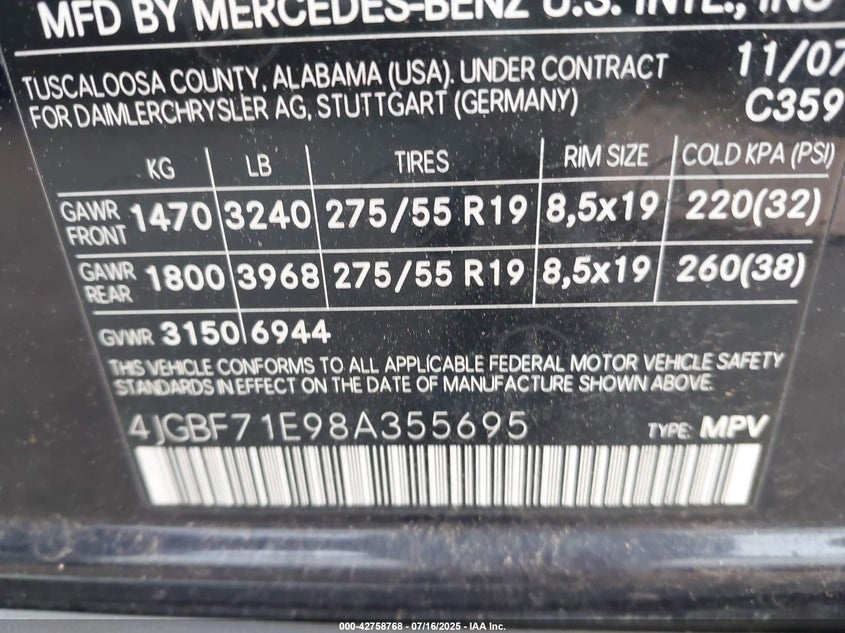 MFD BY MERCEDES-BENZ U.S. INTL., INC
TUSCALOOSA COUNTY, ALABAMA (USA). UNDER CONTRACT 11/07
FOR DAIMLERCHRYSLER AG, STUTTGART (GERMANY) C359
KG LB TIRES RIM SIZE COLD KPA (PSI)
GAWR FRONT 1470 3240 275/55 R19 8,5x19 220(32)
GAWR REAR 1800 3968 275/55 R19 8,5x19 260(38)
GVWR 3150 6944
THIS VEHICLE CONFORMS TO ALL APPLICABLE FEDERAL MOTOR VEHICLE SAFETY
STANDARDS IN EFFECT ON THE DATE OF MANUFACTURE SHOWN ABOVE.
4JGBF71E98A355695 TYPE: MPV
000-42758768 - 07/16/2025 - IAA Inc.